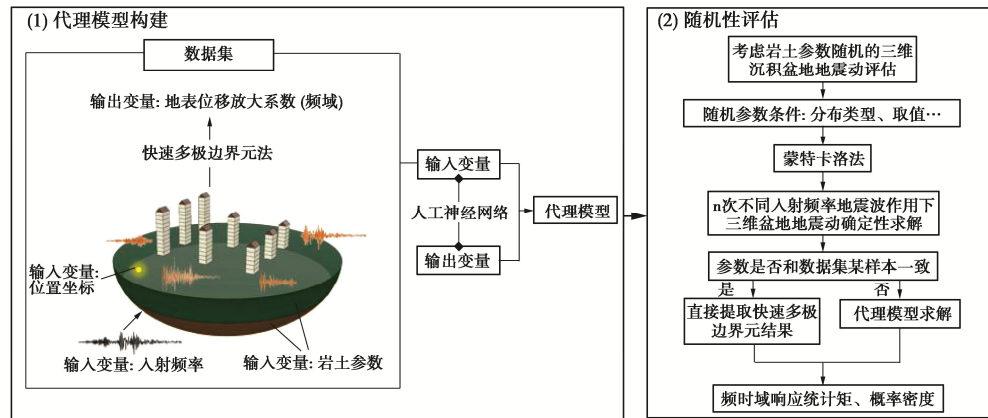 (1) 代理模型构建
数据集
输出变量: 地表位移放大系数 (频域)
快速多极边界元法
输入变量:
位置坐标
输入变量: 入射频率
输入变量: 岩土参数
输入变量
人工神经网络
输出变量
代理模型
(2) 随机性评估
考虑岩土参数随机的三维
沉积盆地地震动评估
随机参数条件: 分布类型、取值…
蒙特卡洛法
n次不同入射频率地震波作用下
三维盆地地震动确定性求解
参数是否和数据集某样本一致
是
否
直接提取快速多极
边界元结果
代理模型求解
频时域响应统计矩、概率密度